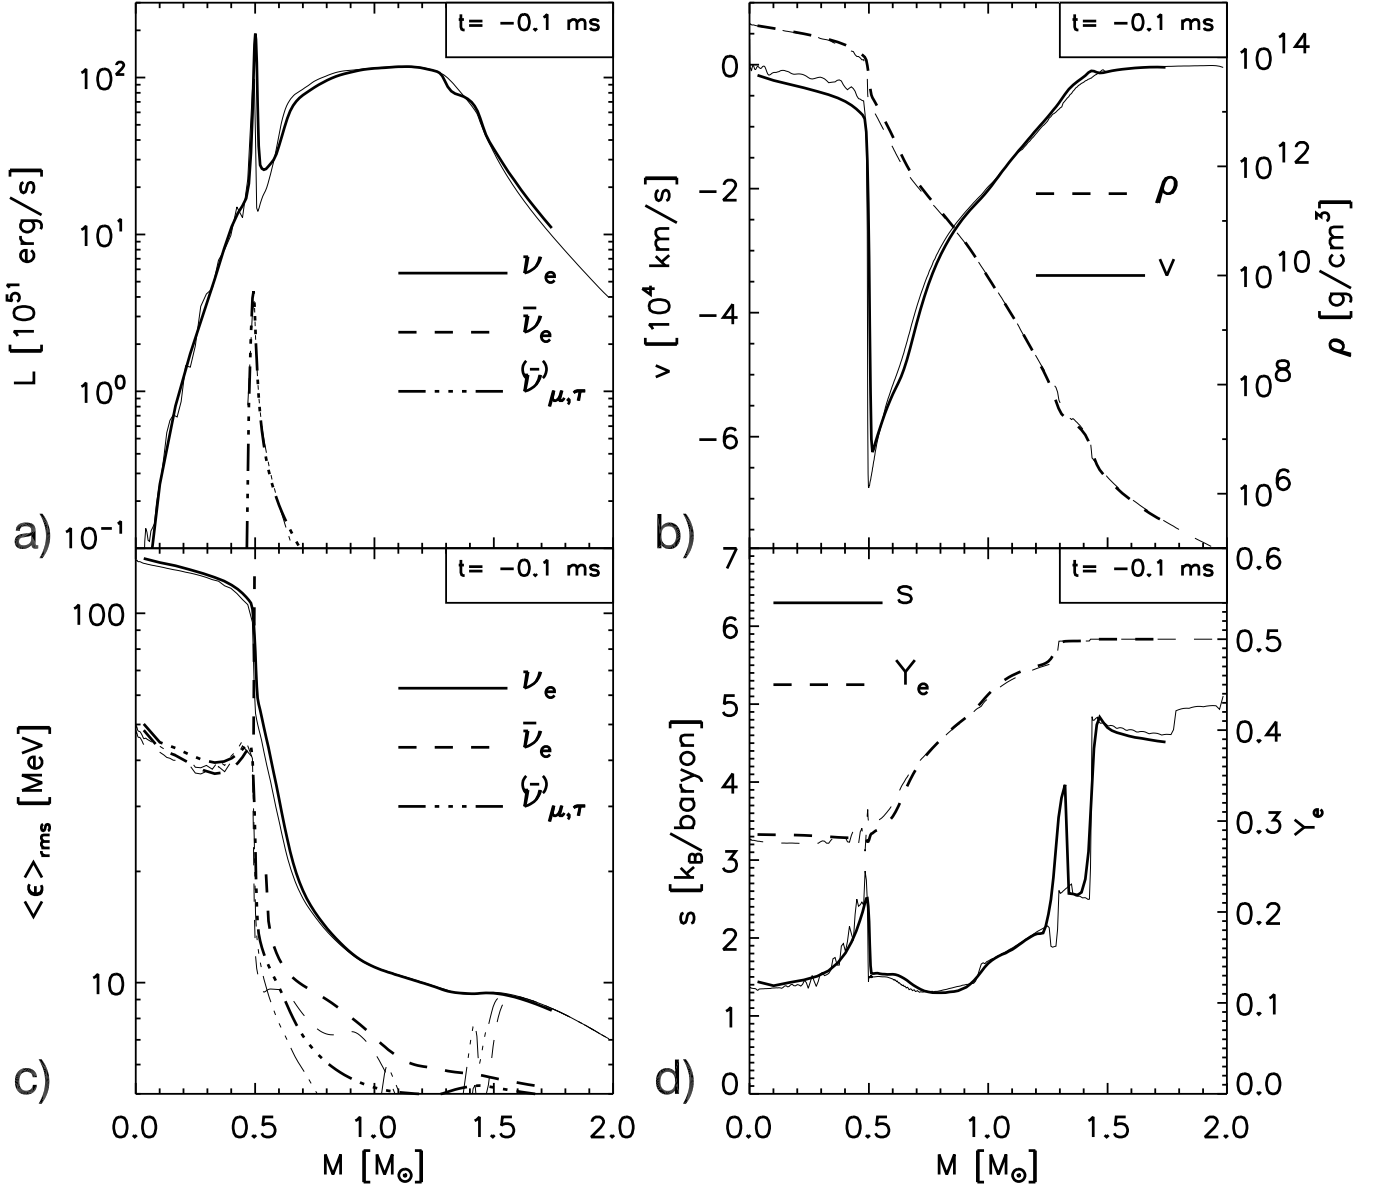 t= -0.1 ms
L [10^51 erg/s]
10^2
10^1
10^0
10^-1
ν_e
ν̄_e
(ν̄)_μ,τ
a)
t= -0.1 ms
v [10^4 km/s]
0
-2
-4
-6
ρ
v
10^14
10^12
10^10
10^8
10^6
ρ [g/cm^3]
b)
t= -0.1 ms
<ϵ>_rms [MeV]
100
10
ν_e
ν̄_e
(ν̄)_μ,τ
c)
0.0 0.5 1.0 1.5 2.0
M [M_⊙]
t= -0.1 ms
s [k_B/baryon]
7
6
5
4
3
2
1
0
s
Y_e
0.6
0.5
0.4
0.3
0.2
0.1
0.0
Y_e
d)
0.0 0.5 1.0 1.5 2.0
M [M_⊙]